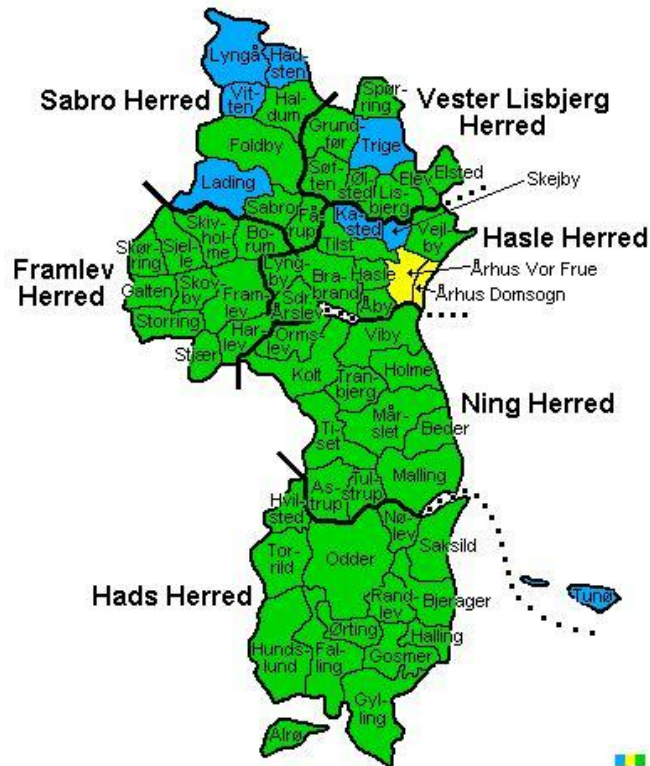 Lyngå
Had-
sten
Vit-
ten
Hal-
dum
Sabro Herred
Spør-
ring
Vester Lisbjerg
Herred
Grund-
før
Trige
Foldby
Søf-
ten
Øl-
sted
Lis-
bjerg
Elev
Elsted
Skejby
Lading
Sabro
Få-
rup
Ka-
sted
Vejl-
by
Hasle Herred
Skør-
ring
Sjel-
le
Skiv-
hol-
me
Bo-
rum
Tilst
Framlev
Herred
Galten
Skov-
by
Fram-
lev
Lyng-
by
Bra-
brand
Hasle
Århus Vor Frue
Århus Domsogn
Storring
Sdr
Årslev
Åby
Stjær
Har-
lev
Orms-
lev
Viby
Kolt
Tran-
bjerg
Holme
Ning Herred
Mår-
slet
Beder
Ti-
set
Malling
As-
trup
Tul-
strup
Hvil-
sted
Nø-
lev
Saksild
Tor-
rild
Odder
Hads Herred
Rand-
lev
Bjerager
Tunø
Ørting
Halling
Hunds-
lund
Fal-
ling
Gosmer
Gyl-
ling
Alrø